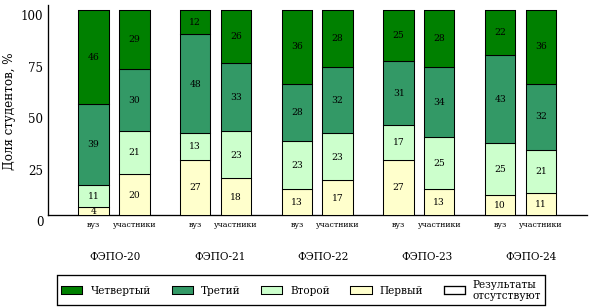 100
75
50
25
0
Доля студентов, %
46 29 12 26 36 28 25 28 22 36
39 30 48 33 28 32 31 34 43 32
11 21 13 23 23 23 17 25 25 21
4 20 27 18 13 17 27 13 10 11
вуз участники вуз участники вуз участники вуз участники вуз участники
ФЭПО-20 ФЭПО-21 ФЭПО-22 ФЭПО-23 ФЭПО-24
Четвертый Третий Второй Первый Результаты
отсутствуют